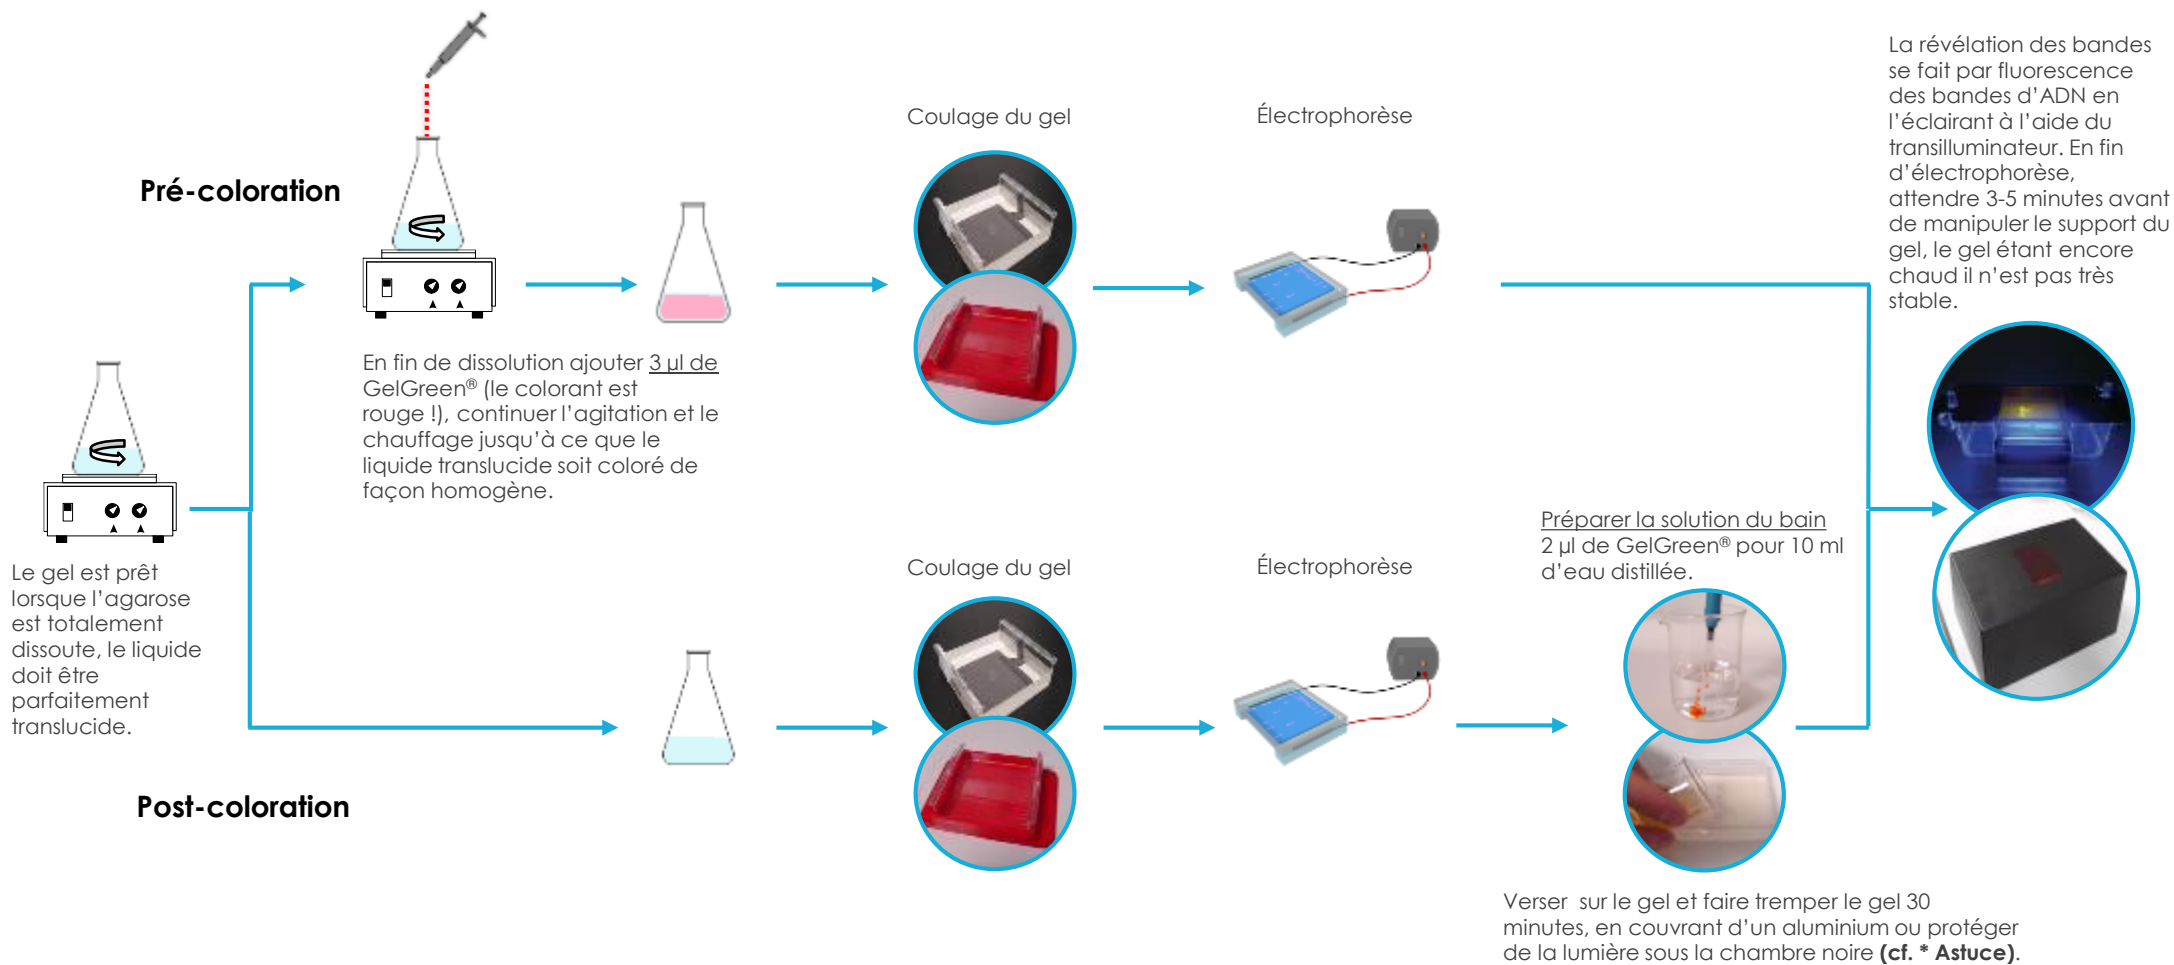 Pré-coloration
En fin de dissolution ajouter 3 µl de
GelGreen® (le colorant est
rouge !), continuer l’agitation et le
chauffage jusqu’à ce que le
liquide translucide soit coloré de
façon homogène.
Coulage du gel
Électrophorèse
La révélation des bandes
se fait par fluorescence
des bandes d’ADN en
l’éclairant à l’aide du
transilluminateur. En fin
d’électrophorèse,
attendre 3-5 minutes avant
de manipuler le support du
gel, le gel étant encore
chaud il n’est pas très
stable.
Le gel est prêt
lorsque l’agarose
est totalement
dissoute, le liquide
doit être
parfaitement
translucide.
Post-coloration
Coulage du gel
Électrophorèse
Préparer la solution du bain
2 µl de GelGreen® pour 10 ml
d’eau distillée.
Verser sur le gel et faire tremper le gel 30
minutes, en couvrant d’un aluminium ou protéger
de la lumière sous la chambre noire (cf. * Astuce).